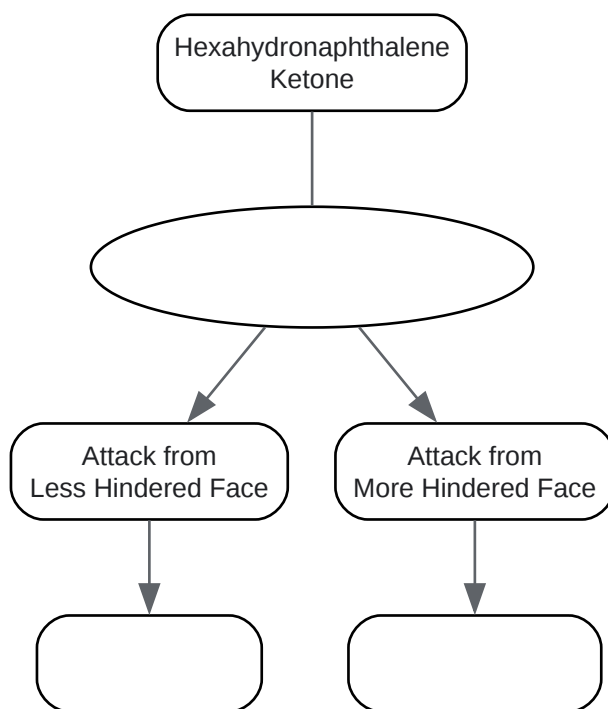 Hexahydronaphthalene
Ketone
Attack from
Less Hindered Face
Attack from
More Hindered Face